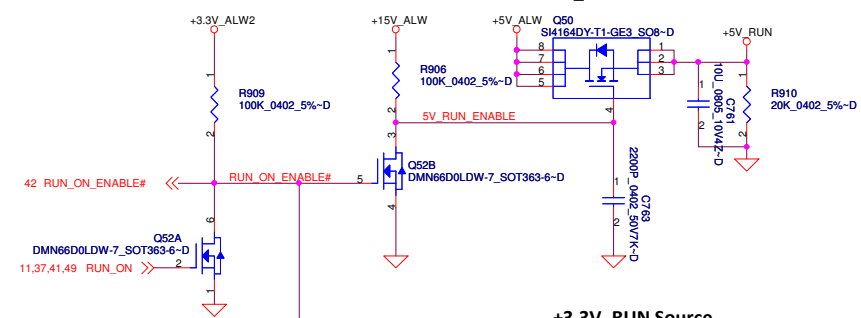 +3.3V_ALW2
+15V_ALW
+5V_ALW
Q50
SI4164DY-T1-GE3_SO8~D
+5V_RUN
8
7
6
5
1
2
3
4
1
R909
100K_0402_5%~D
2
1
R906
100K_0402_5%~D
2
5V_RUN_ENABLE
1
2
10U_0805_10V4Z~D
C761
1
R910
20K_0402_5%~D
2
42 RUN_ON_ENABLE#
RUN_ON_ENABLE#
3
5
Q52B
DMN66D0LDW-7_SOT363-6~D
4
1
2
2200P_0402_50V7K~D
C763
6
Q52A
DMN66D0LDW-7_SOT363-6~D
11,37,41,49 RUN_ON
2
1
+3.3V_RUN Source